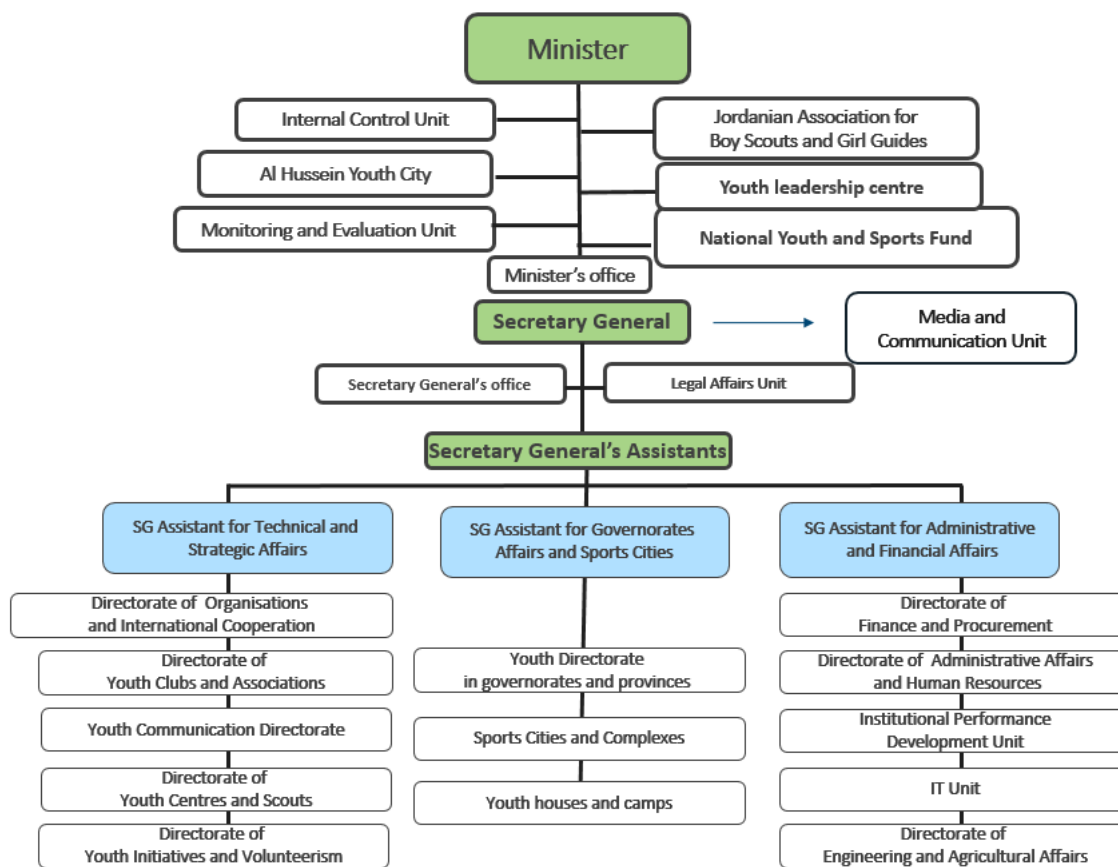 Minister
Internal Control Unit
Jordanian Association for
Boy Scouts and Girl Guides
Al Hussein Youth City
Youth leadership centre
Monitoring and Evaluation Unit
National Youth and Sports Fund
Minister's office
Secretary General
Media and
Communication Unit
Secretary General's office
Legal Affairs Unit
Secretary General's Assistants
SG Assistant for Technical and
Strategic Affairs
SG Assistant for Governorates
Affairs and Sports Cities
SG Assistant for Administrative
and Financial Affairs
Directorate of Organisations
and International Cooperation
Directorate of
Youth Clubs and Associations
Youth Communication Directorate
Directorate of
Youth Centres and Scouts
Directorate of
Youth Initiatives and Volunteerism
Youth Directorate
in governorates and provinces
Sports Cities and Complexes
Youth houses and camps
Directorate of
Finance and Procurement
Directorate of Administrative Affairs
and Human Resources
Institutional Performance
Development Unit
IT Unit
Directorate of
Engineering and Agricultural Affairs